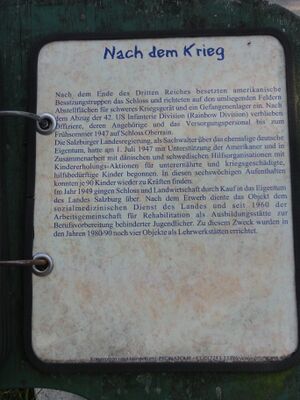 Nach dem Krieg
Nach dem Ende des Dritten Reiches besetzten amerikanische
Besatzungstruppen das Schloss und richteten auf den umliegenden Feldern
Abstellflächen für schweres Kriegsgerät und ein Gefangenenlager ein. Nach
dem Abzug der 42. US Infanterie Division (Rainbow Division) verblieben
Offiziere, deren Angehörige und das Versorgungspersonal bis zum
Frühsommer 1947 auf Schloss Oberrain.
Die Salzburger Landesregierung, als Sachwalter über das ehemalige deutsche
Eigentum, hatte am 1. Juli 1947 mit Unterstützung der Amerikaner und in
Zusammenarbeit mit dänischen und schwedischen Hilfsorganisationen mit
Kindererholungs-Aktionen für unterernährte und kriegsgeschädigte,
hilfsbedürftige Kinder begonnen. In diesen sechswöchigen Aufenthalten
konnten je 90 Kinder wieder zu Kräften finden.
Im Jahr 1949 gingen Schloss und Landwirtschaft durch Kauf in das Eigentum
des Landes Salzburg über. Nach dem Erwerb diente das Objekt dem
sozialmedizinischen Dienst des Landes und seit 1960 der
Arbeitsgemeinschaft für Rehabilitation als Ausbildungsstätte zur
Berufsvorbereitung behinderter Jugendlicher. Zu diesem Zweck wurden in
den Jahren 1980/90 noch vier Objekte als Lehrwerkstätten errichtet.